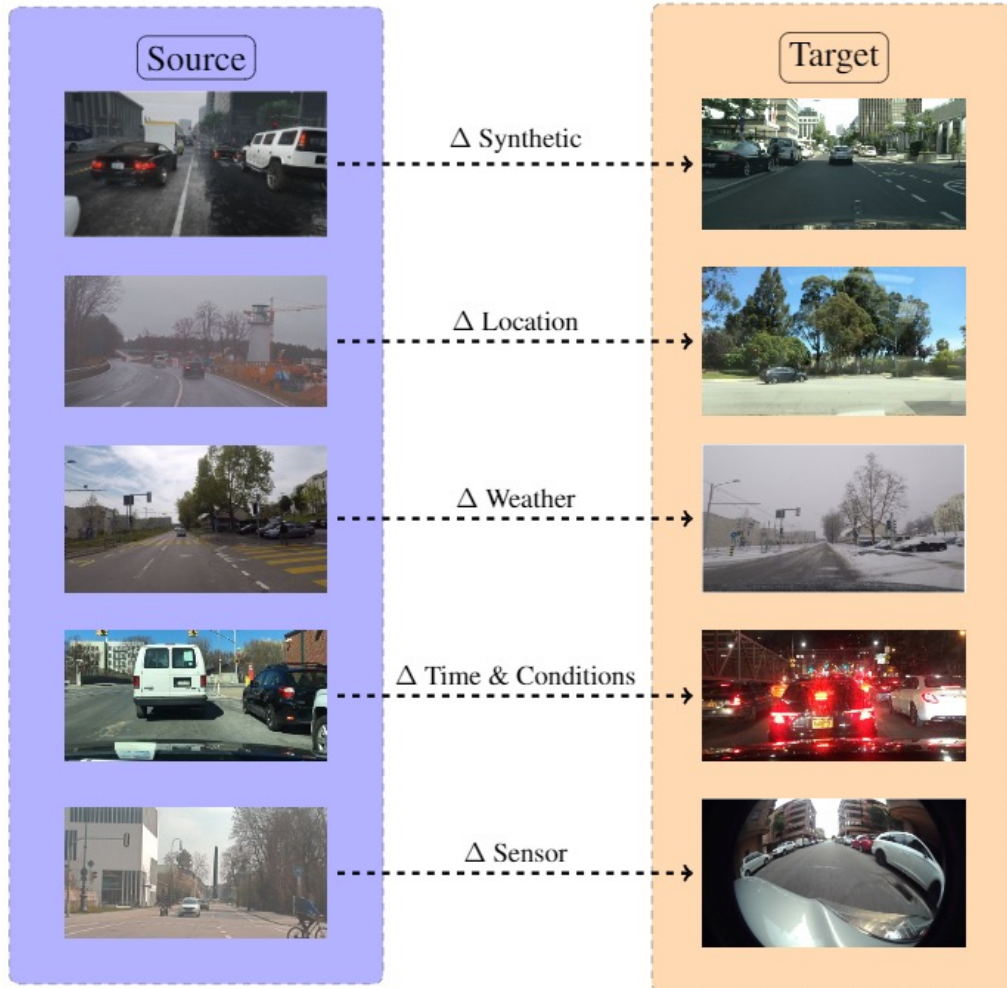 Source
Target
Δ Synthetic
Δ Location
Δ Weather
Δ Time & Conditions
Δ Sensor